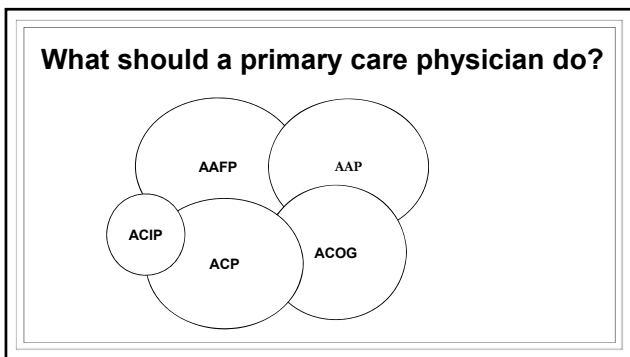 What should a primary care physician do?
AAFP
AAP
ACIP
ACP
ACOG